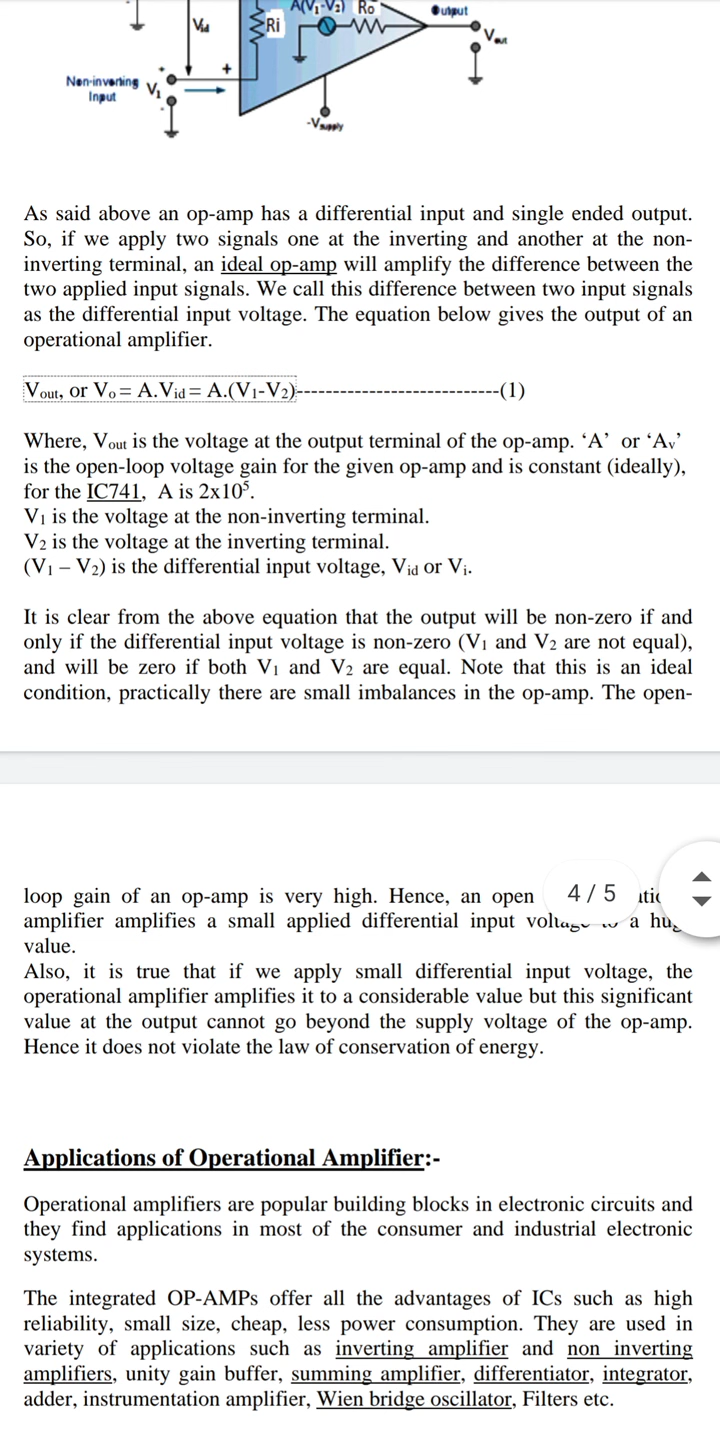 A(V1-V2) Ro
Output
Vid
Ri
Vout
+
Non-inverting
Input
V1
-Vsupply
As said above an op-amp has a differential input and single ended output.
So, if we apply two signals one at the inverting and another at the non-
inverting terminal, an ideal op-amp will amplify the difference between the
two applied input signals. We call this difference between two input signals
as the differential input voltage. The equation below gives the output of an
operational amplifier.
Vout, or Vo = A.Vid = A.(V1-V2)----------------------------(1)
Where, Vout is the voltage at the output terminal of the op-amp. ‘A’ or ‘Av’
is the open-loop voltage gain for the given op-amp and is constant (ideally),
for the IC741, A is 2x10⁵.
V1 is the voltage at the non-inverting terminal.
V2 is the voltage at the inverting terminal.
(V1 – V2) is the differential input voltage, Vid or Vi.
It is clear from the above equation that the output will be non-zero if and
only if the differential input voltage is non-zero (V1 and V2 are not equal),
and will be zero if both V1 and V2 are equal. Note that this is an ideal
condition, practically there are small imbalances in the op-amp. The open-
loop gain of an op-amp is very high. Hence, an open
4 / 5
amplifier amplifies a small applied differential input a
value.
Also, it is true that if we apply small differential input voltage, the
operational amplifier amplifies it to a considerable value but this significant
value at the output cannot go beyond the supply voltage of the op-amp.
Hence it does not violate the law of conservation of energy.
Applications of Operational Amplifier:-
Operational amplifiers are popular building blocks in electronic circuits and
they find applications in most of the consumer and industrial electronic
systems.
The integrated OP-AMPs offer all the advantages of ICs such as high
reliability, small size, cheap, less power consumption. They are used in
variety of applications such as inverting amplifier and non inverting
amplifiers, unity gain buffer, summing amplifier, differentiator, integrator,
adder, instrumentation amplifier, Wien bridge oscillator, Filters etc.